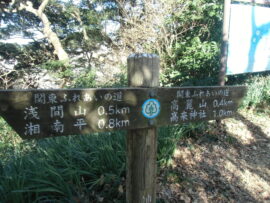 関東ふれあいの道
浅間山 0.5km
湘南平 0.8km
関東ふれあいの道
高麗山 0.4km
高来神社 1.0km